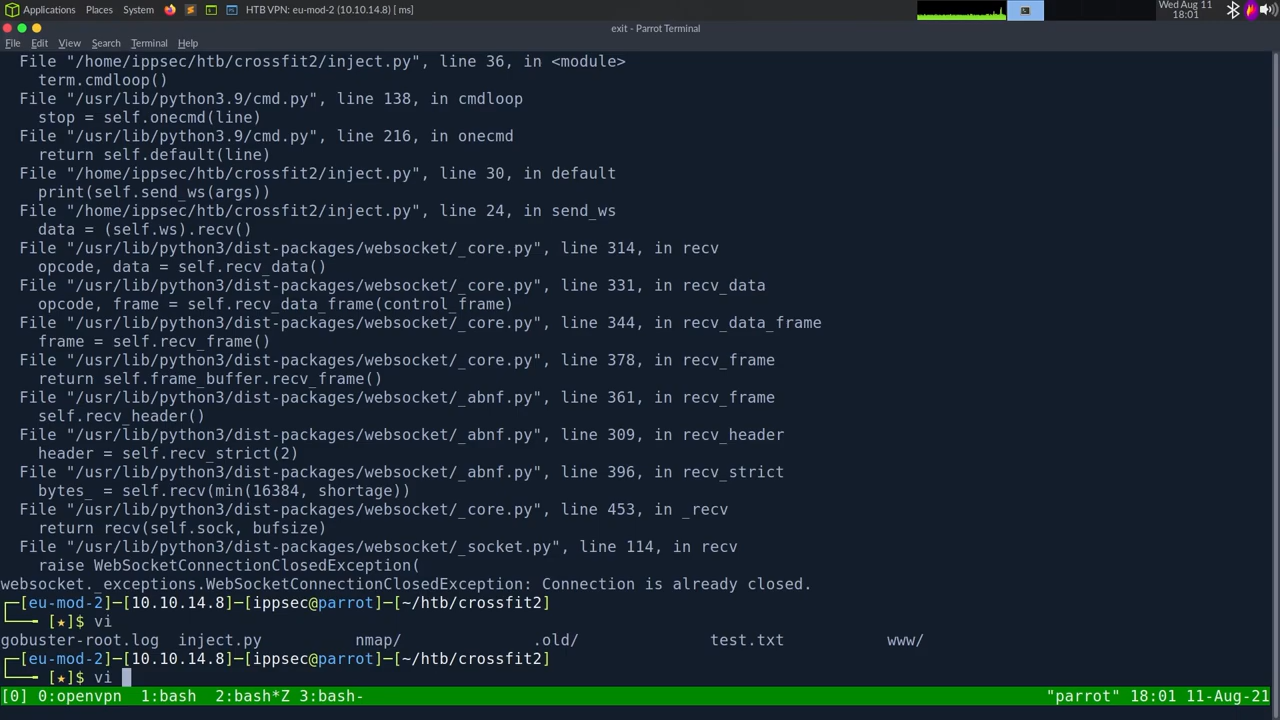 Applications Places System HTB VPN: eu-mod-2 (10.10.14.8) [ ms] Wed Aug 11
18:01
exit - Parrot Terminal
File Edit View Search Terminal Help
File "/home/ippsec/htb/crossfit2/inject.py", line 36, in <module>
term.cmdloop()
File "/usr/lib/python3.9/cmd.py", line 138, in cmdloop
stop = self.onecmd(line)
File "/usr/lib/python3.9/cmd.py", line 216, in onecmd
return self.default(line)
File "/home/ippsec/htb/crossfit2/inject.py", line 30, in default
print(self.send_ws(args))
File "/home/ippsec/htb/crossfit2/inject.py", line 24, in send_ws
data = (self.ws).recv()
File "/usr/lib/python3/dist-packages/websocket/_core.py", line 314, in recv
opcode, data = self.recv_data()
File "/usr/lib/python3/dist-packages/websocket/_core.py", line 331, in recv_data
opcode, frame = self.recv_data_frame(control_frame)
File "/usr/lib/python3/dist-packages/websocket/_core.py", line 344, in recv_data_frame
frame = self.recv_frame()
File "/usr/lib/python3/dist-packages/websocket/_core.py", line 378, in recv_frame
return self.frame_buffer.recv_frame()
File "/usr/lib/python3/dist-packages/websocket/_abnf.py", line 361, in recv_frame
self.recv_header()
File "/usr/lib/python3/dist-packages/websocket/_abnf.py", line 309, in recv_header
header = self.recv_strict(2)
File "/usr/lib/python3/dist-packages/websocket/_abnf.py", line 396, in recv_strict
bytes_ = self.recv(min(16384, shortage))
File "/usr/lib/python3/dist-packages/websocket/_core.py", line 453, in _recv
return recv(self.sock, bufsize)
File "/usr/lib/python3/dist-packages/websocket/_socket.py", line 114, in recv
raise WebSocketConnectionClosedException(
websocket._exceptions.WebSocketConnectionClosedException: Connection is already closed.
┌─[eu-mod-2]─[10.10.14.8]─[ippsec@parrot]─[~/htb/crossfit2]
└──╼ [★]$ vi
gobuster-root.log inject.py nmap/ .old/ test.txt www/
┌─[eu-mod-2]─[10.10.14.8]─[ippsec@parrot]─[~/htb/crossfit2]
└──╼ [★]$ vi
[0] 0:openvpn 1:bash 2:bash*Z 3:bash- "parrot" 18:01 11-Aug-21